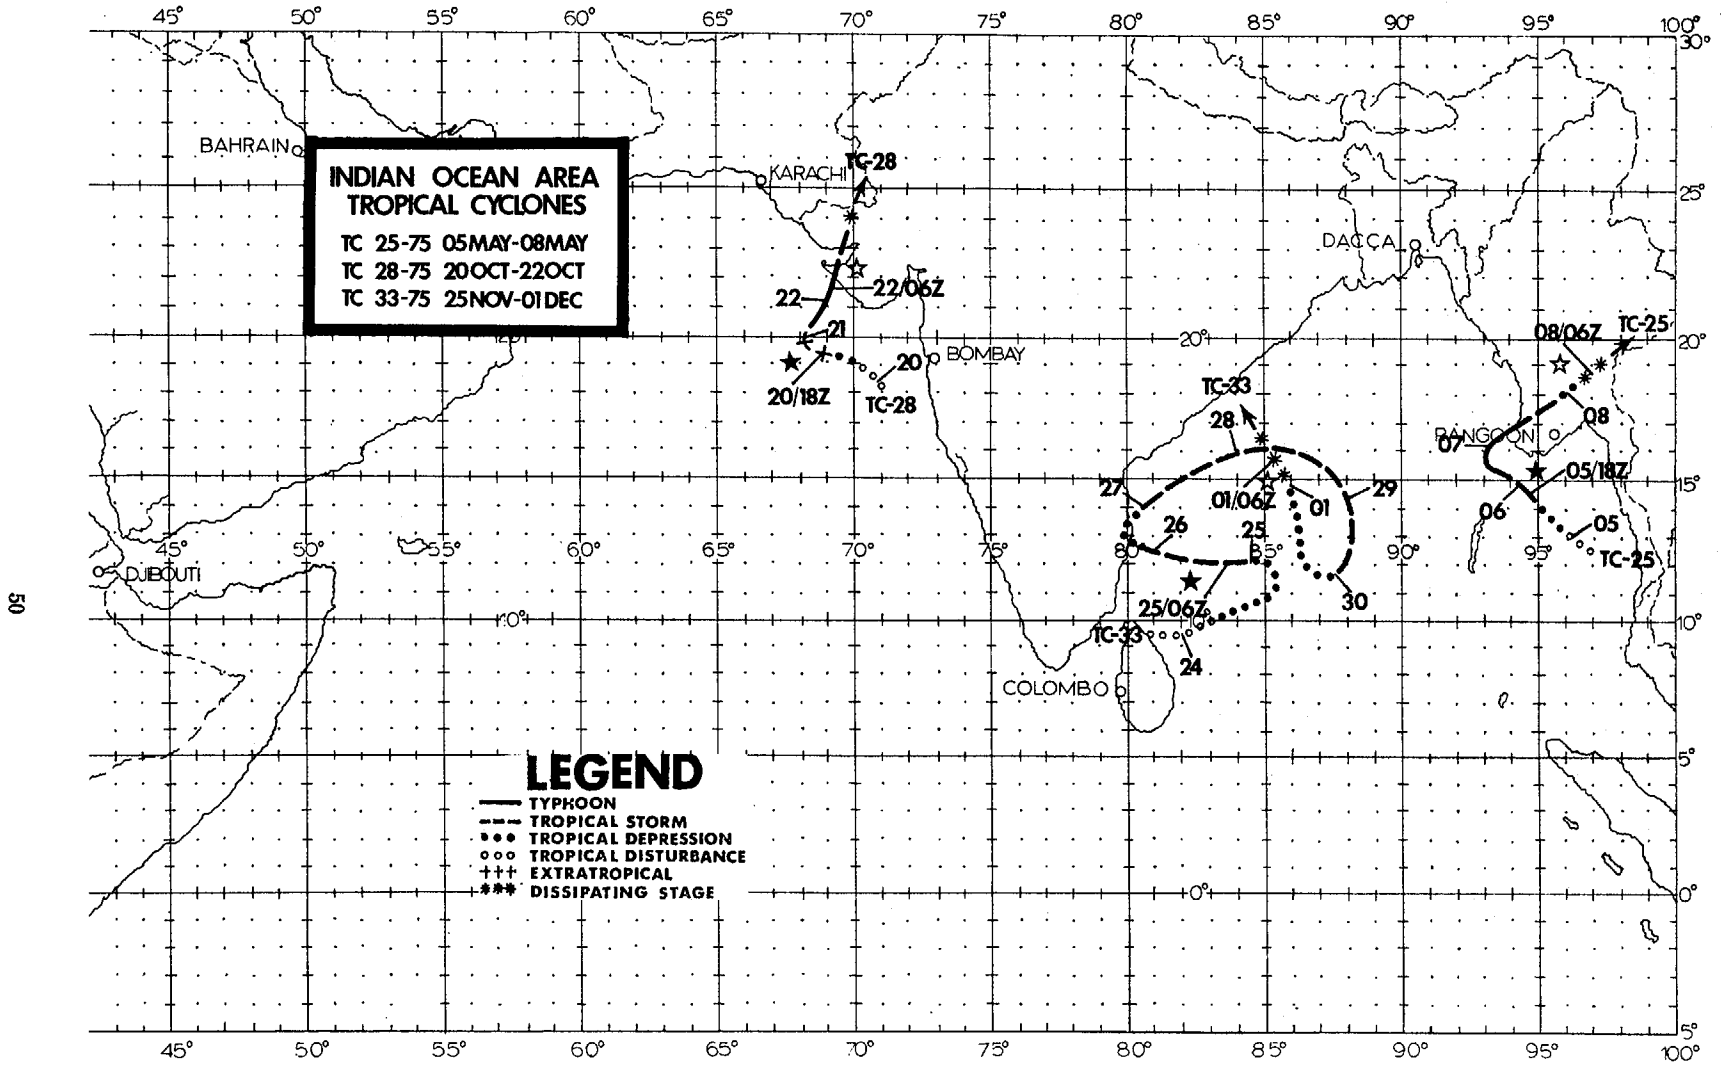 45° 50° 55° 60° 65° 70° 75° 80° 85° 90° 95° 100°
30°
BAHRAIN
INDIAN OCEAN AREA
TROPICAL CYCLONES
TC 25-75 05MAY-08MAY
TC 28-75 20OCT-22OCT
TC 33-75 25NOV-01DEC
TC-28
KARACHI
25°
DACCA
22/06Z
22
21
20° 20°
08/06Z
TC-25
BOMBAY
20
20/18Z
TC-28
TC-33
28
08
RANGOON
07
05/18Z
27
01/06Z
01
29
15°
06
26
25
05
TC-25
45° 50° 55° 60° 65° 70° 75° 80° 85° 90° 95°
DJIBOUTI
25/06Z
30
10° 10°
TC-33
24
COLOMBO
50
5°
LEGEND
TYPHOON
TROPICAL STORM
TROPICAL DEPRESSION
TROPICAL DISTURBANCE
EXTRATROPICAL
DISSIPATING STAGE
0° 0°
5°
45° 50° 55° 60° 65° 70° 75° 80° 85° 90° 95° 100°